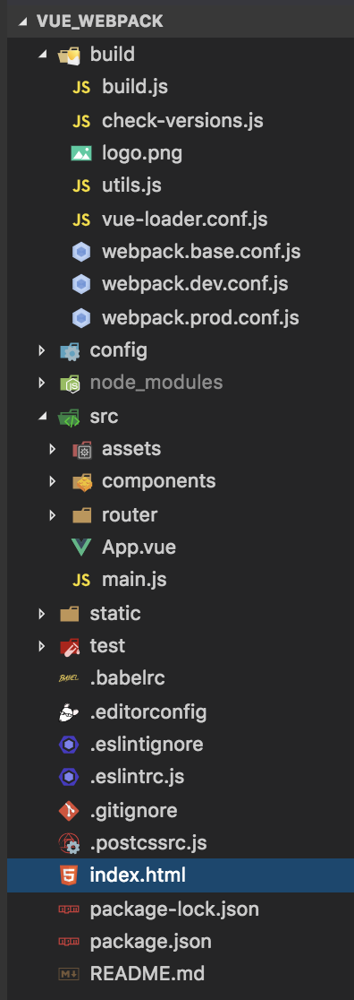 VUE_WEBPACK
build
JS build.js
JS check-versions.js
logo.png
JS utils.js
JS vue-loader.conf.js
webpack.base.conf.js
webpack.dev.conf.js
webpack.prod.conf.js
config
node_modules
src
assets
components
router
App.vue
JS main.js
static
test
BABEL .babelrc
.editorconfig
.eslintignore
.eslintrc.js
.gitignore
.postcssrc.js
5 index.html
npm package-lock.json
npm package.json
M README.md